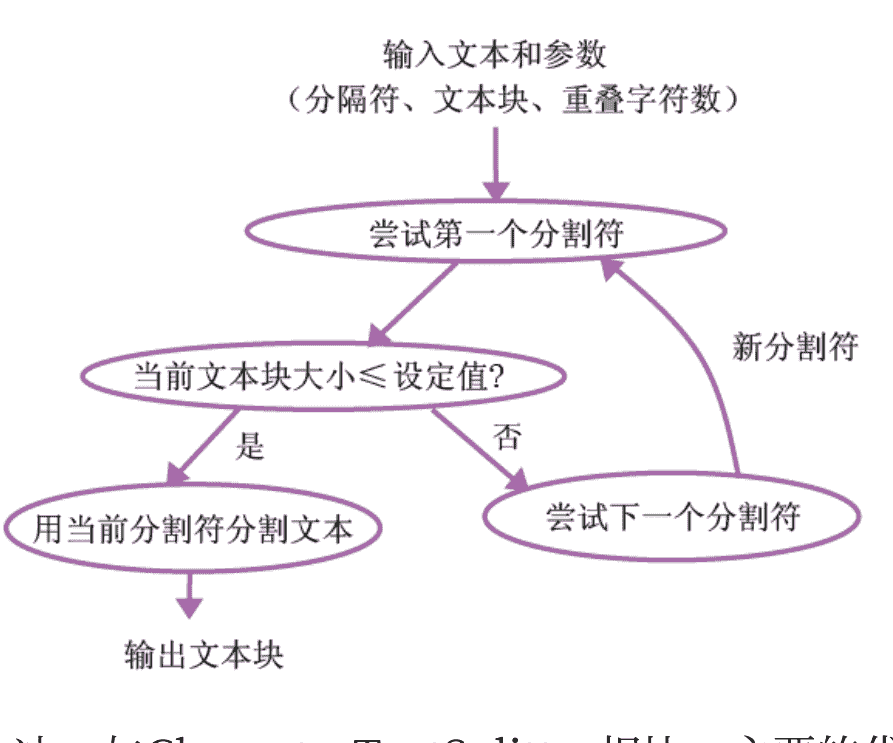 输入文本和参数
（分隔符、文本块、重叠字符数）
尝试第一个分割符
新分割符
当前文本块大小≤设定值?
是
否
用当前分割符分割文本
尝试下一个分割符
输出文本块